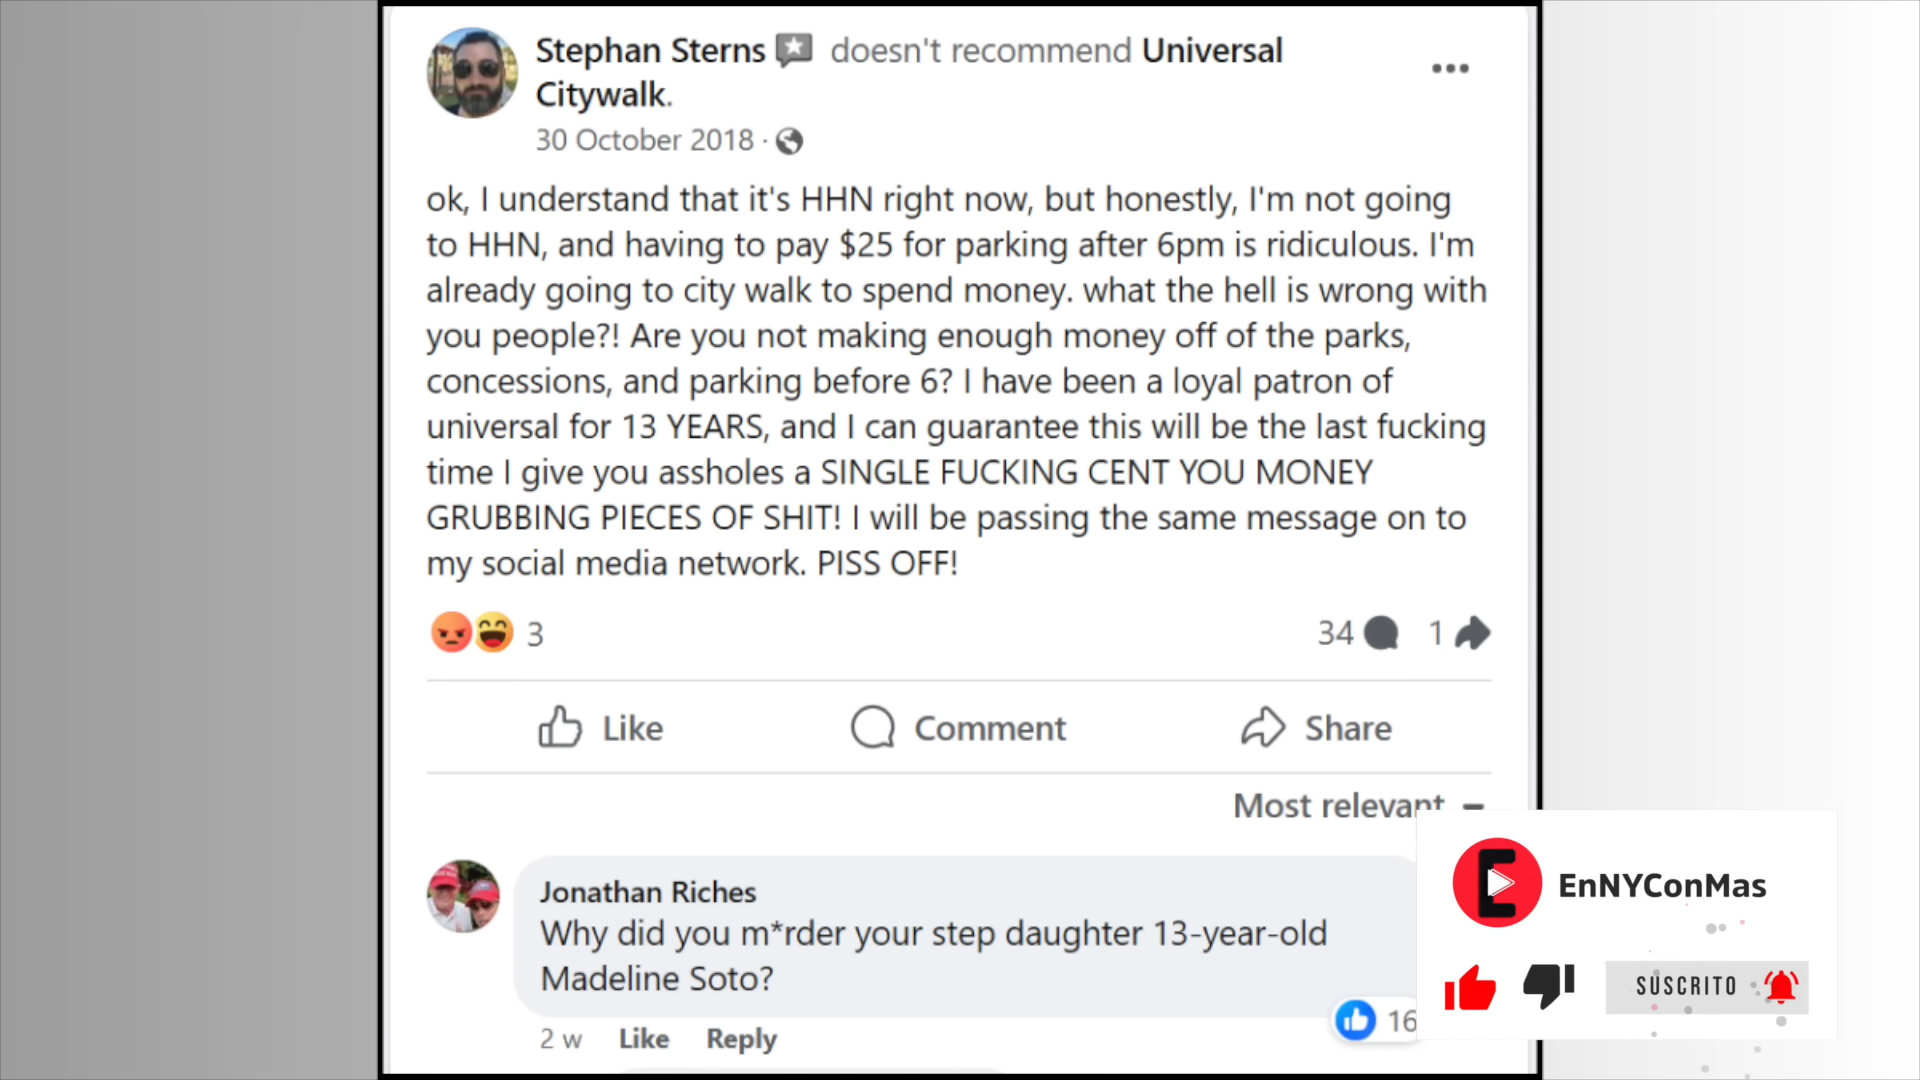 Stephan Sterns doesn't recommend Universal
Citywalk.
30 October 2018 ·
ok, I understand that it's HHN right now, but honestly, I'm not going
to HHN, and having to pay $25 for parking after 6pm is ridiculous. I'm
already going to city walk to spend money. what the hell is wrong with
you people?! Are you not making enough money off of the parks,
concessions, and parking before 6? I have been a loyal patron of
universal for 13 YEARS, and I can guarantee this will be the last fucking
time I give you assholes a SINGLE FUCKING CENT YOU MONEY
GRUBBING PIECES OF SHIT! I will be passing the same message on to
my social media network. PISS OFF!
3 34 1
Like Comment Share
Most relevant
Jonathan Riches
Why did you m*rder your step daughter 13-year-old
Madeline Soto?
2 w Like Reply 16
EnNYConMas
SUSCRITO